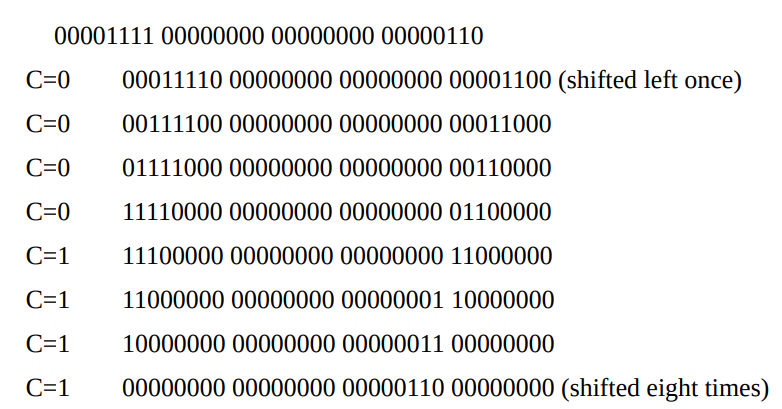 00001111 00000000 00000000 00000110
C=0 00011110 00000000 00000000 00001100 (shifted left once)
C=0 00111100 00000000 00000000 00011000
C=0 01111000 00000000 00000000 00110000
C=0 11110000 00000000 00000000 01100000
C=1 11100000 00000000 00000000 11000000
C=1 11000000 00000000 00000001 10000000
C=1 10000000 00000000 00000011 00000000
C=1 00000000 00000000 00000110 00000000 (shifted eight times)